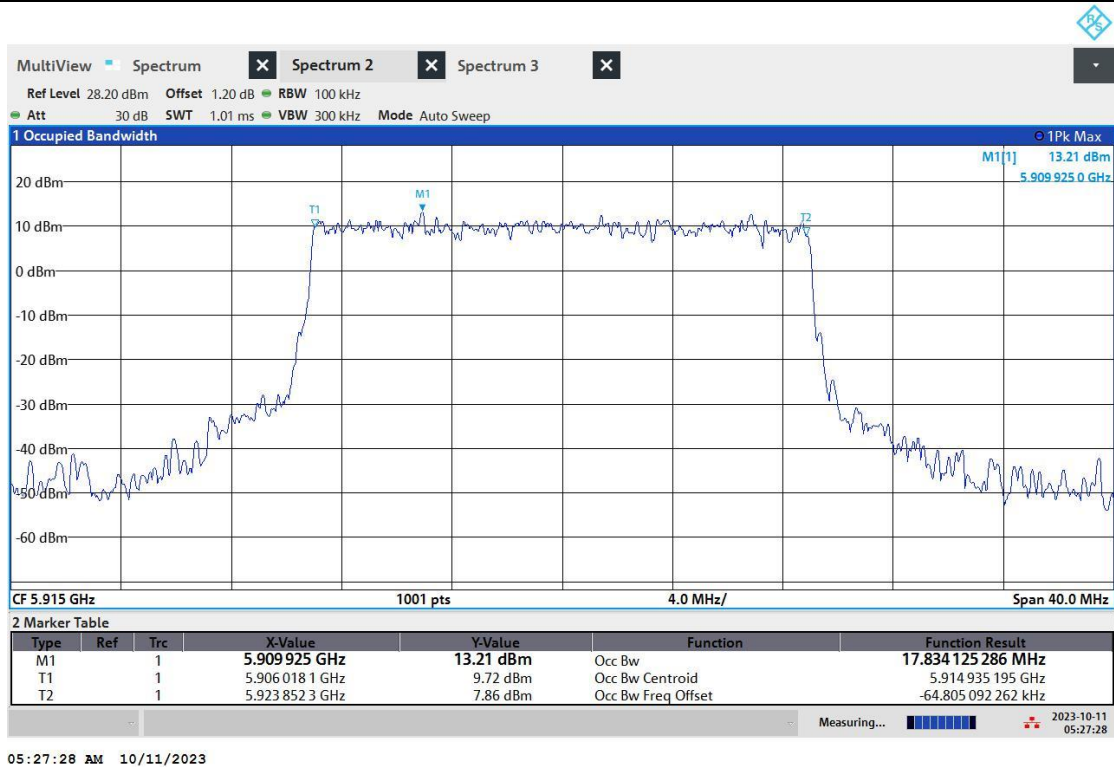 R&S
MultiView Spectrum X Spectrum 2 X Spectrum 3 X
Ref Level 28.20 dBm Offset 1.20 dB RBW 100 kHz
Att 30 dB SWT 1.01 ms VBW 300 kHz Mode Auto Sweep
1 Occupied Bandwidth 1Pk Max
M1[1] 13.21 dBm
5.909 925 0 GHz
20 dBm
M1
T1
T2
10 dBm
0 dBm
-10 dBm
-20 dBm
-30 dBm
-40 dBm
-50 dBm
-60 dBm
CF 5.915 GHz 1001 pts 4.0 MHz/ Span 40.0 MHz
2 Marker Table
Type Ref Trc X-Value Y-Value Function Function Result
M1 1 5.909 925 GHz 13.21 dBm Occ Bw 17.834 125 286 MHz
T1 1 5.906 018 1 GHz 9.72 dBm Occ Bw Centroid 5.914 935 195 GHz
T2 1 5.923 852 3 GHz 7.86 dBm Occ Bw Freq Offset -64.805 092 262 kHz
Measuring... 2023-10-11
05:27:28
05:27:28 AM 10/11/2023